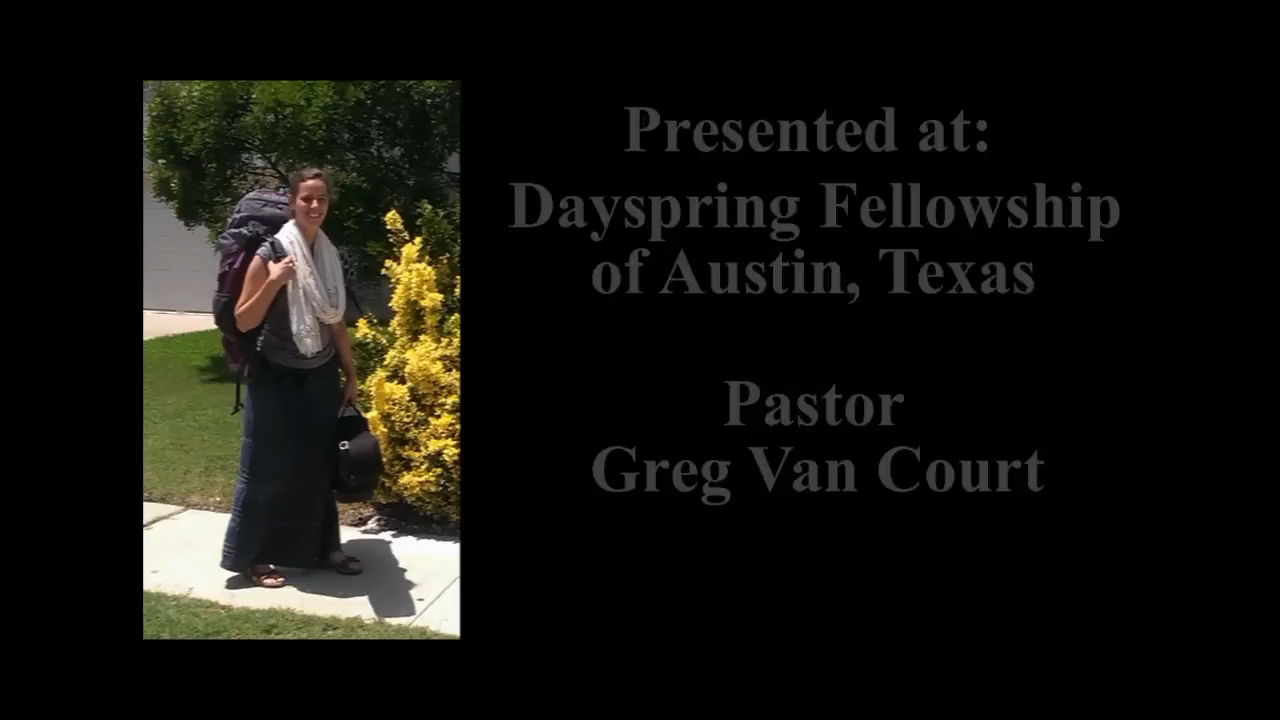 Presented at:
Dayspring Fellowship
of Austin, Texas
Pastor
Greg Van Court